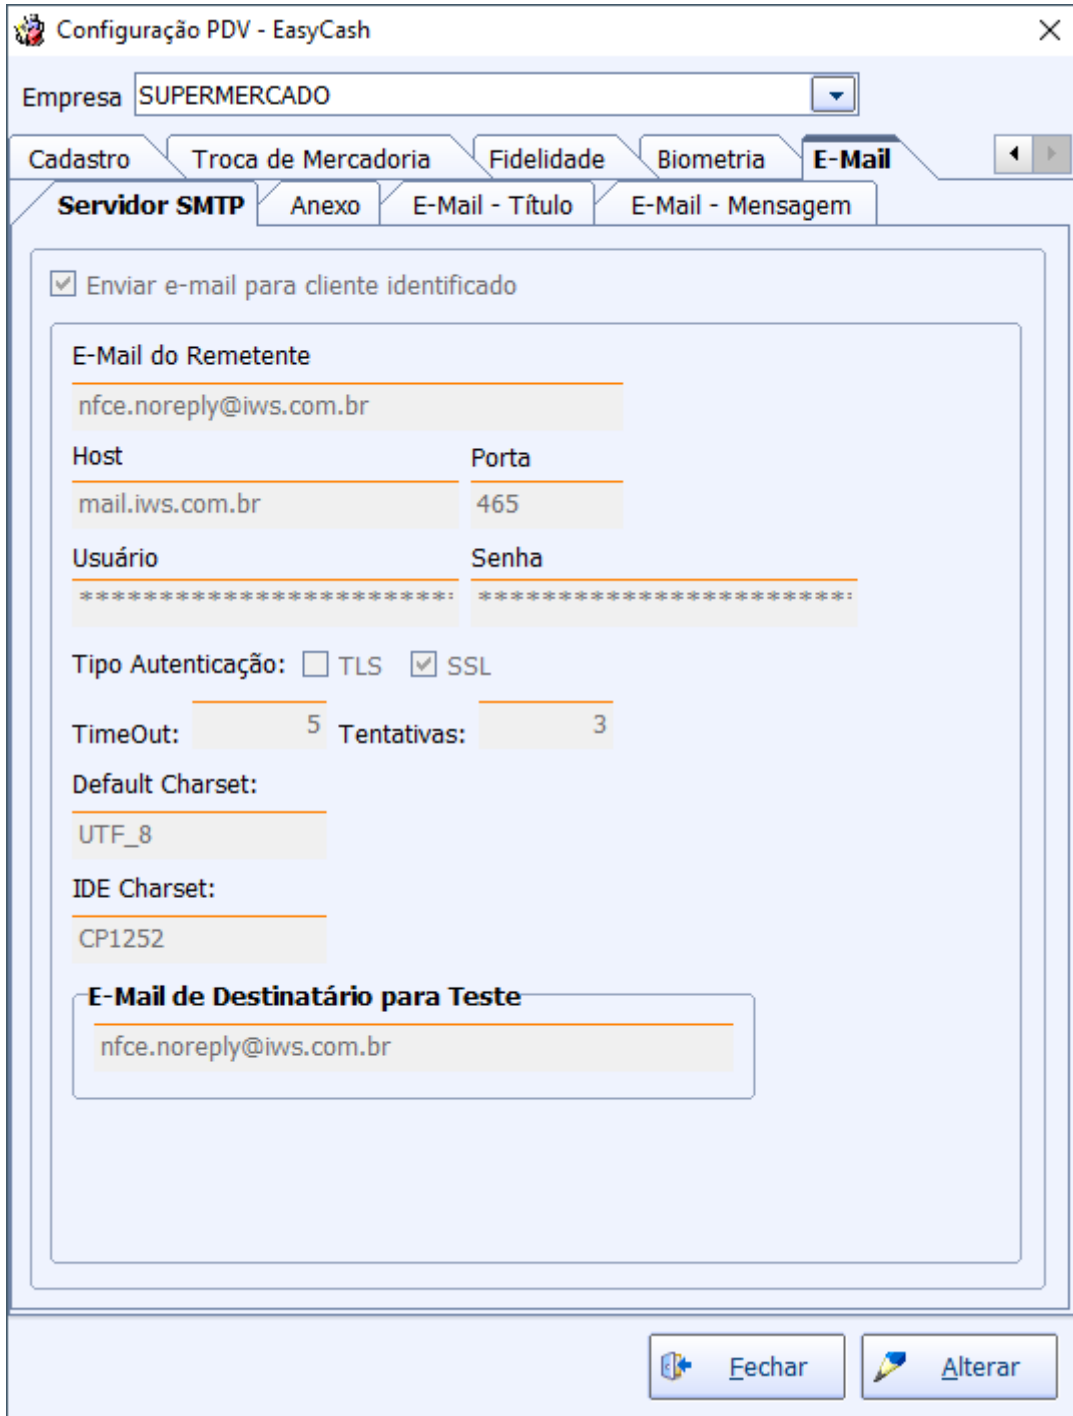 Configuração PDV - EasyCash
Empresa SUPERMERCADO
Cadastro Troca de Mercadoria Fidelidade Biometria E-Mail
Servidor SMTP Anexo E-Mail - Título E-Mail - Mensagem
Enviar e-mail para cliente identificado
E-Mail do Remetente
nfce.noreply@iws.com.br
Host Porta
mail.iws.com.br 465
Usuário Senha
************************ ************************
Tipo Autenticação: TLS SSL
TimeOut: 5 Tentativas: 3
Default Charset:
UTF_8
IDE Charset:
CP1252
E-Mail de Destinatário para Teste
nfce.noreply@iws.com.br
Fechar Alterar